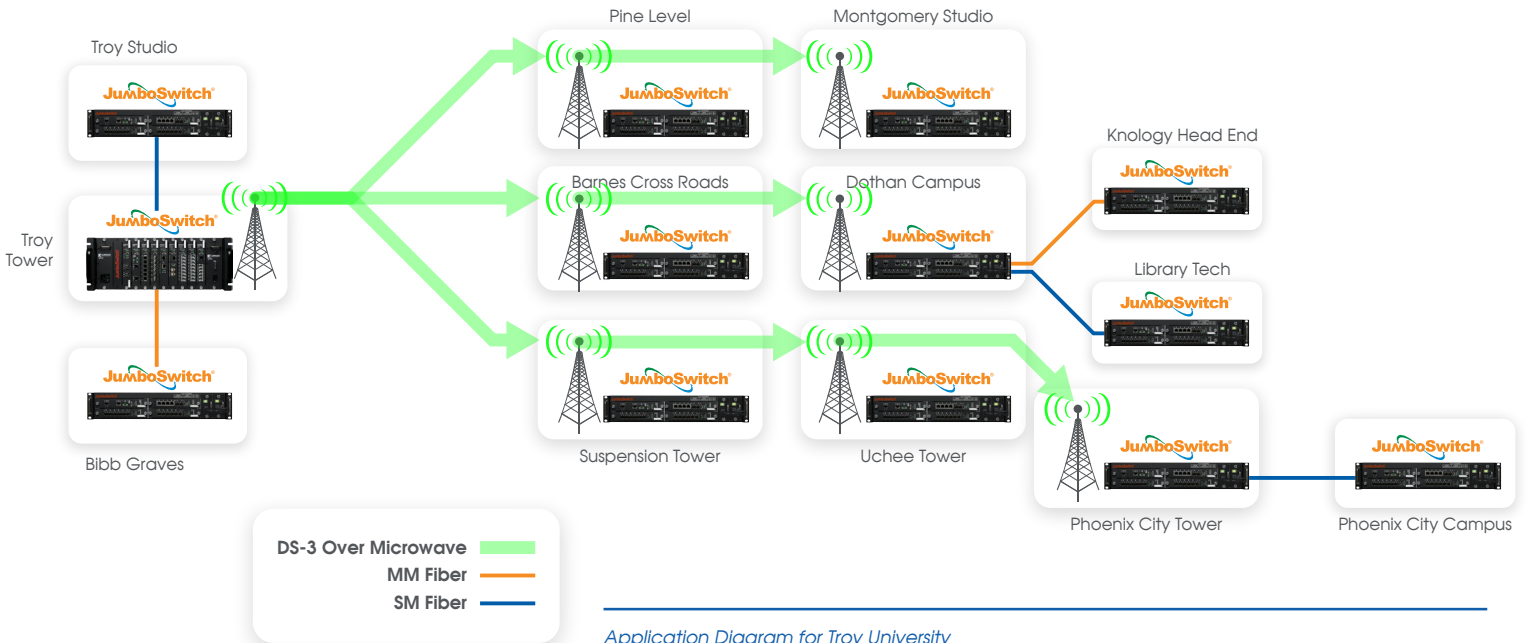 Pine Level
Montgomery Studio
Troy Studio
JumboSwitch®
JumboSwitch®
JumboSwitch®
Knology Head End
JumboSwitch®
Barnes Cross Roads
Dothan Campus
JumboSwitch®
Troy
Tower
JumboSwitch®
JumboSwitch®
Library Tech
JumboSwitch®
JumboSwitch®
JumboSwitch®
JumboSwitch®
Bibb Graves
Suspension Tower
Uchee Tower
JumboSwitch®
JumboSwitch®
Phoenix City Tower
Phoenix City Campus
DS-3 Over Microwave
MM Fiber
SM Fiber
Application Diagram for Troy University